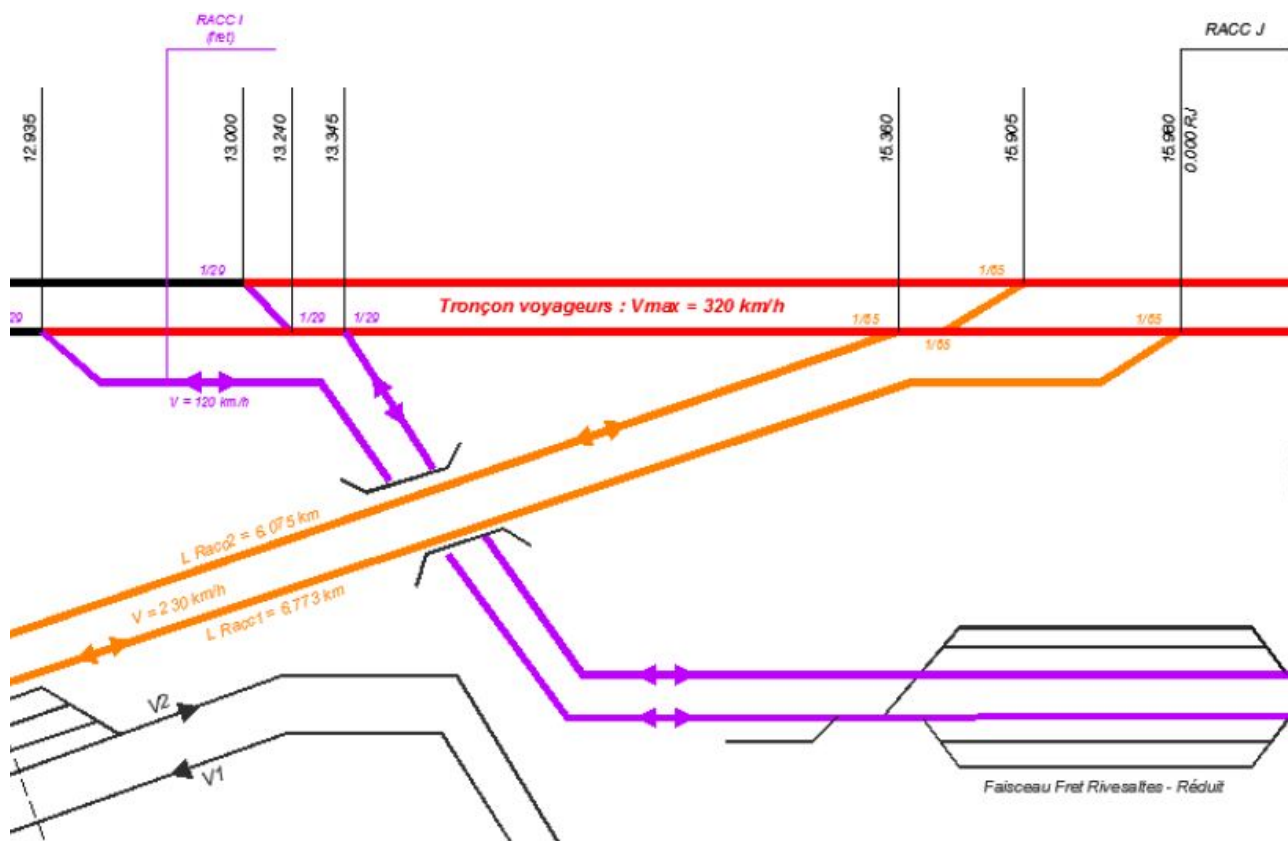 RACC I
(fret)
RACC J
12.935
13.000
13.240
13.345
15.360
15.905
15.980
0.000 RJ
1/29
1/65
Tronçon voyageurs : Vmax = 320 km/h
29
1/29
1/29
1/65
1/65
1/65
V = 120 km/h
L Racc2 = 6.075 km
V = 230 km/h
L Racc1 = 6.773 km
V2
V1
Faisceau Fret Rivesaltes - Réduit